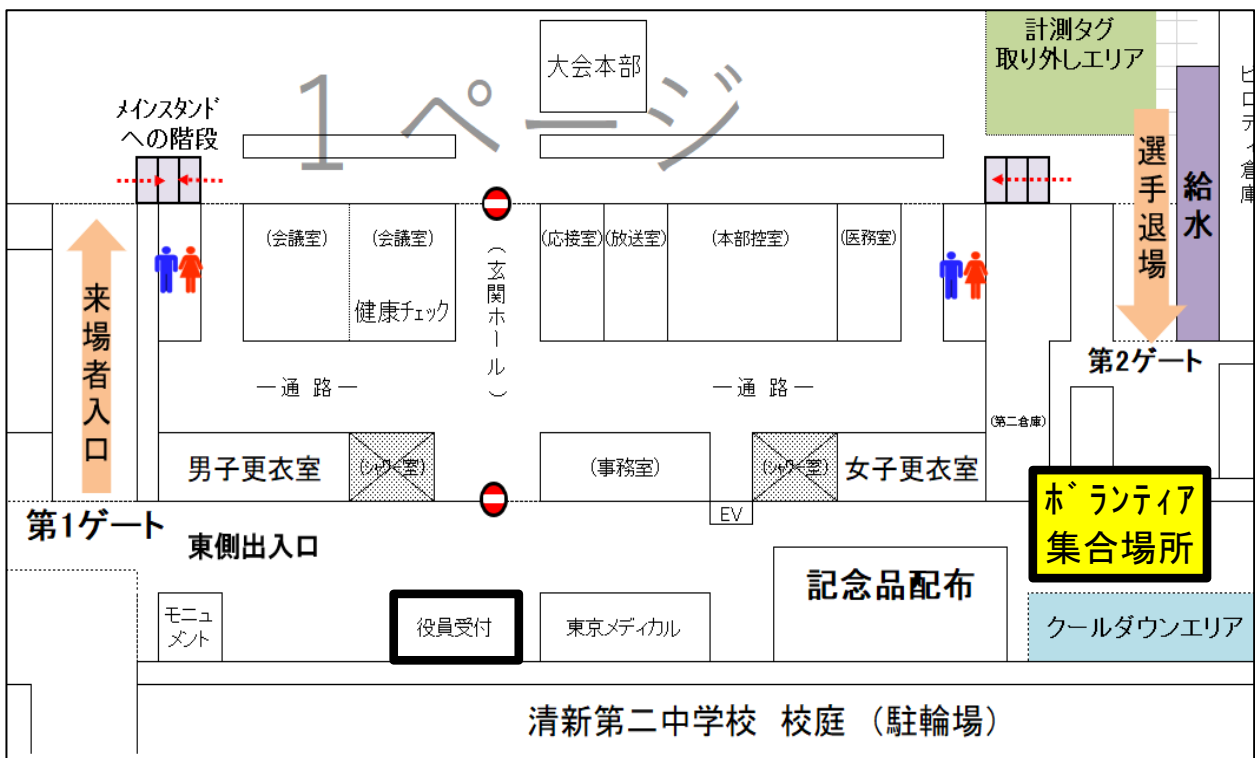 計測タグ
取り外しエリア
大会本部
1 ページ
メインスタンド
への階段
ピロティ倉庫
選手退場
給水
(会議室)
(会議室)
(応接室)
(放送室)
(本部控室)
(医務室)
(玄関ホール)
健康チェック
来場者入口
第2ゲート
―通 路―
―通 路―
(第二倉庫)
男子更衣室
(シャワー室)
(事務室)
(シャワー室)
女子更衣室
ボランティア
集合場所
EV
第1ゲート
東側出入口
記念品配布
モニュ
メント
役員受付
東京メディカル
クールダウンエリア
清新第二中学校 校庭 (駐輪場)